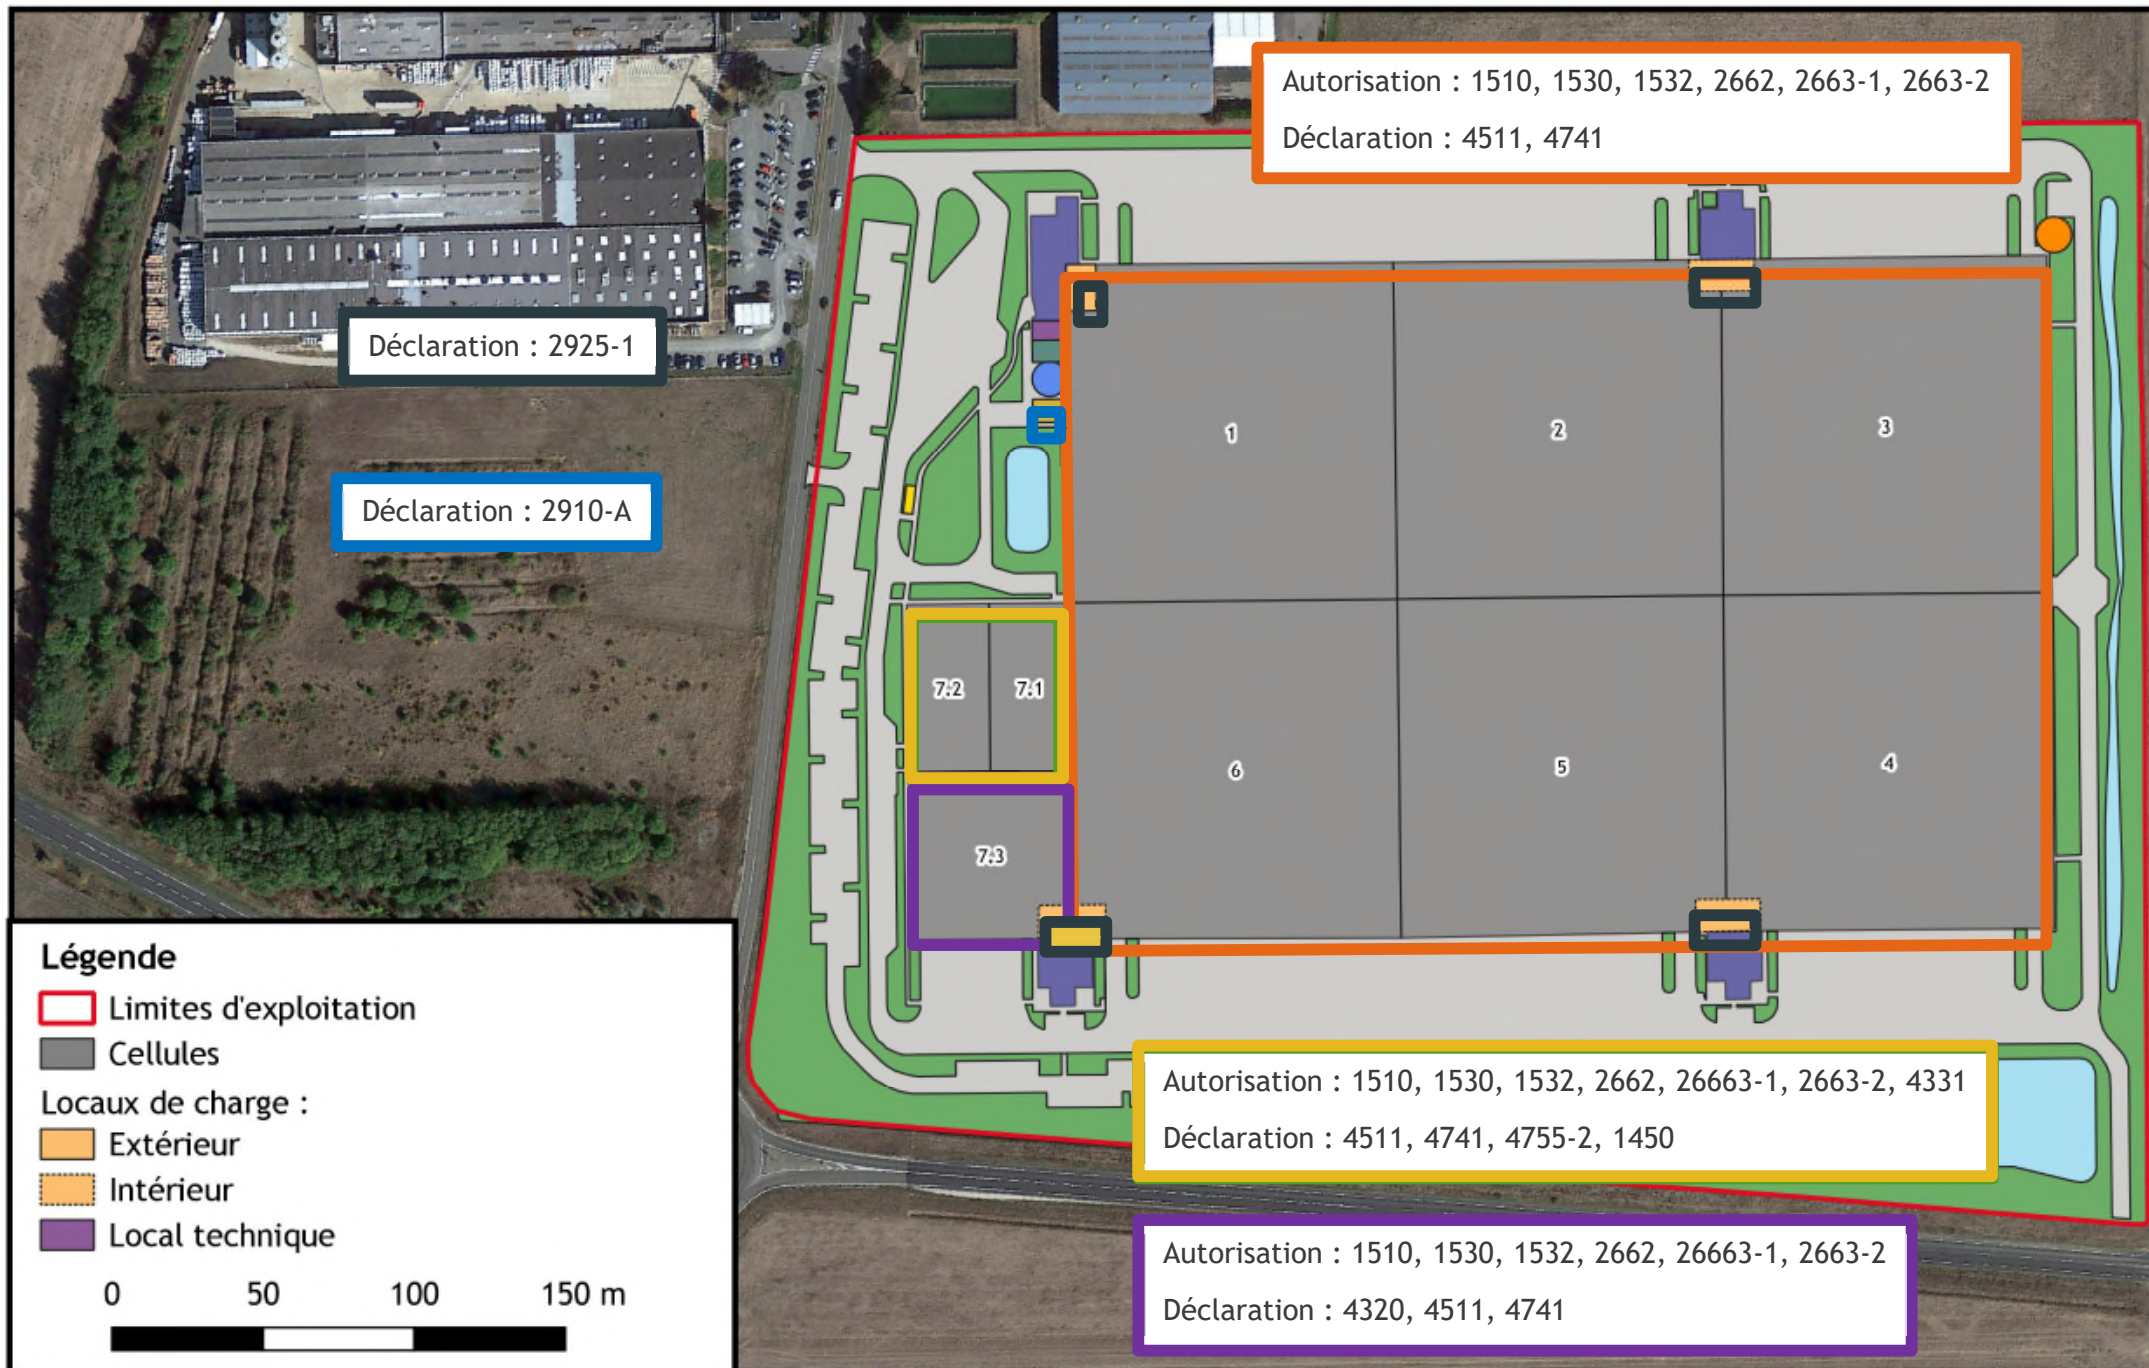 Autorisation : 1510, 1530, 1532, 2662, 2663-1, 2663-2
Déclaration : 4511, 4741
Déclaration : 2925-1
Déclaration : 2910-A
1
2
3
7.2
7.1
6
5
4
7.3
Légende
Limites d'exploitation
Cellules
Locaux de charge :
Extérieur
Intérieur
Local technique
0 50 100 150 m
Autorisation : 1510, 1530, 1532, 2662, 26663-1, 2663-2, 4331
Déclaration : 4511, 4741, 4755-2, 1450
Autorisation : 1510, 1530, 1532, 2662, 26663-1, 2663-2
Déclaration : 4320, 4511, 4741